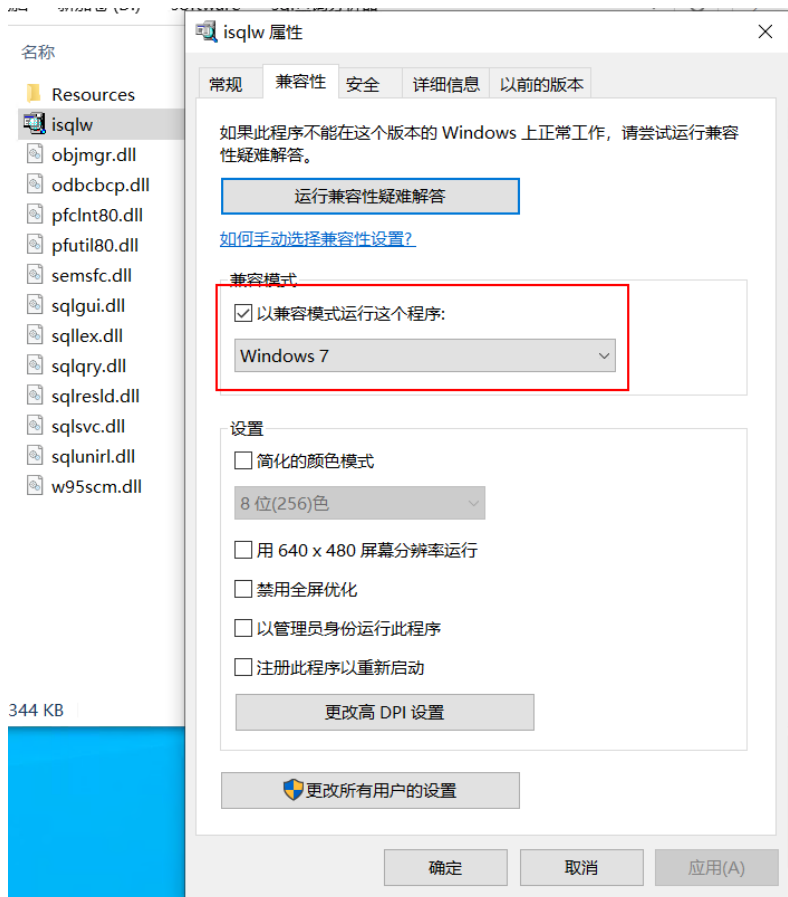 isqlw 属性
名称
常规
兼容性
安全
详细信息
以前的版本
Resources
isqlw
objmgr.dll
odbcbcp.dll
pfclnt80.dll
pfutil80.dll
semsfc.dll
sqlgui.dll
sqllex.dll
sqlqry.dll
sqlresld.dll
sqlsvc.dll
sqlunirl.dll
w95scm.dll
344 KB
如果此程序不能在这个版本的 Windows 上正常工作，请尝试运行兼容
性疑难解答。
运行兼容性疑难解答
如何手动选择兼容性设置?
兼容模式
以兼容模式运行这个程序:
Windows 7
设置
简化的颜色模式
8 位(256)色
用 640 x 480 屏幕分辨率运行
禁用全屏优化
以管理员身份运行此程序
注册此程序以重新启动
更改高 DPI 设置
更改所有用户的设置
确定
取消
应用(A)